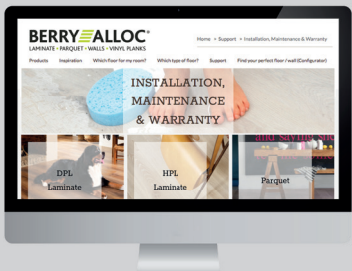 BERRY ALLOC®
LAMINATE • PARQUET • WALLS • VINYL PLANKS
Home • Support • Installation, Maintenance & Warranty
Products Inspiration Which floor for my room? Which type of floor? Support Find your perfect floor / wall (Configurator)
INSTALLATION,
MAINTENANCE
& WARRANTY
and saying
DPL
Laminate
HPL
Laminate
Parquet